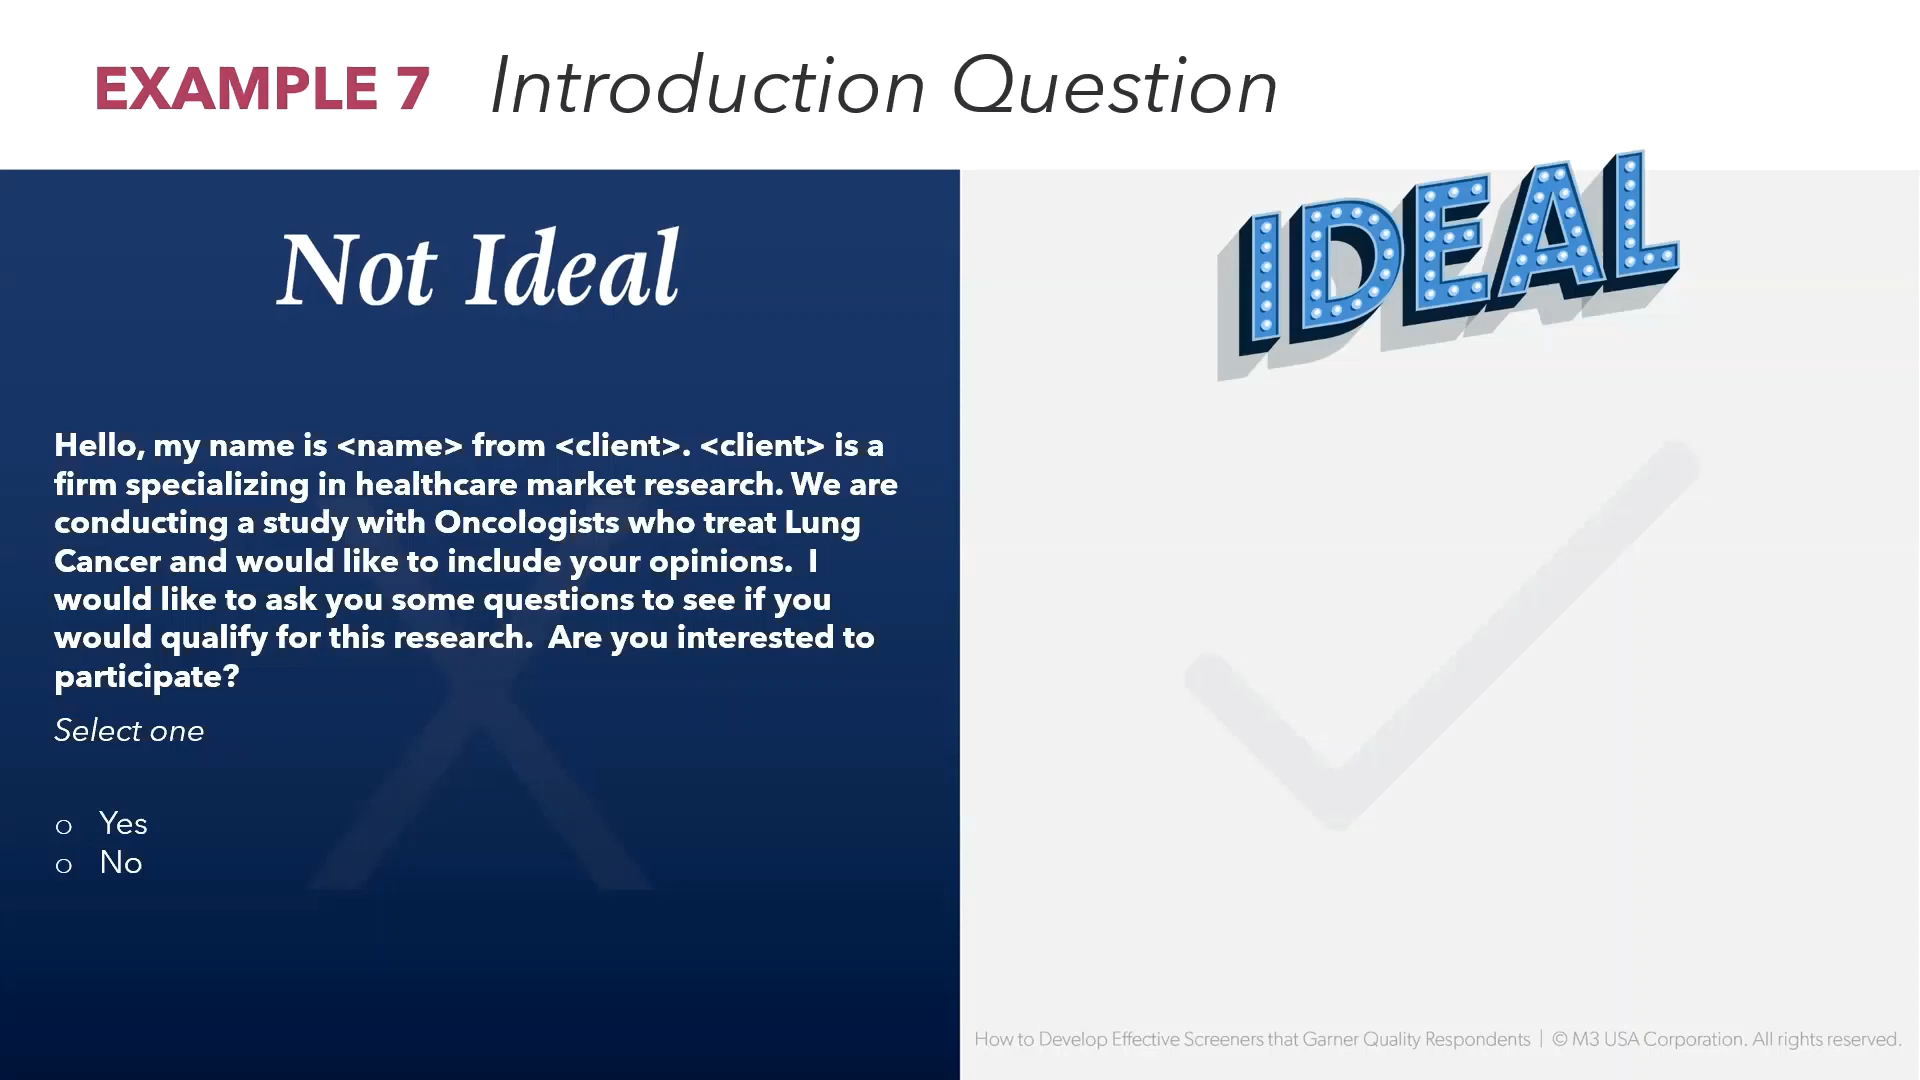 EXAMPLE 7 Introduction Question
Not Ideal
Hello, my name is <name> from <client>. <client> is a
firm specializing in healthcare market research. We are
conducting a study with Oncologists who treat Lung
Cancer and would like to include your opinions.  I
would like to ask you some questions to see if you
would qualify for this research.  Are you interested to
participate?
Select one
o Yes
o No
IDEAL
How to Develop Effective Screeners that Garner Quality Respondents | © M3 USA Corporation. All rights reserved.